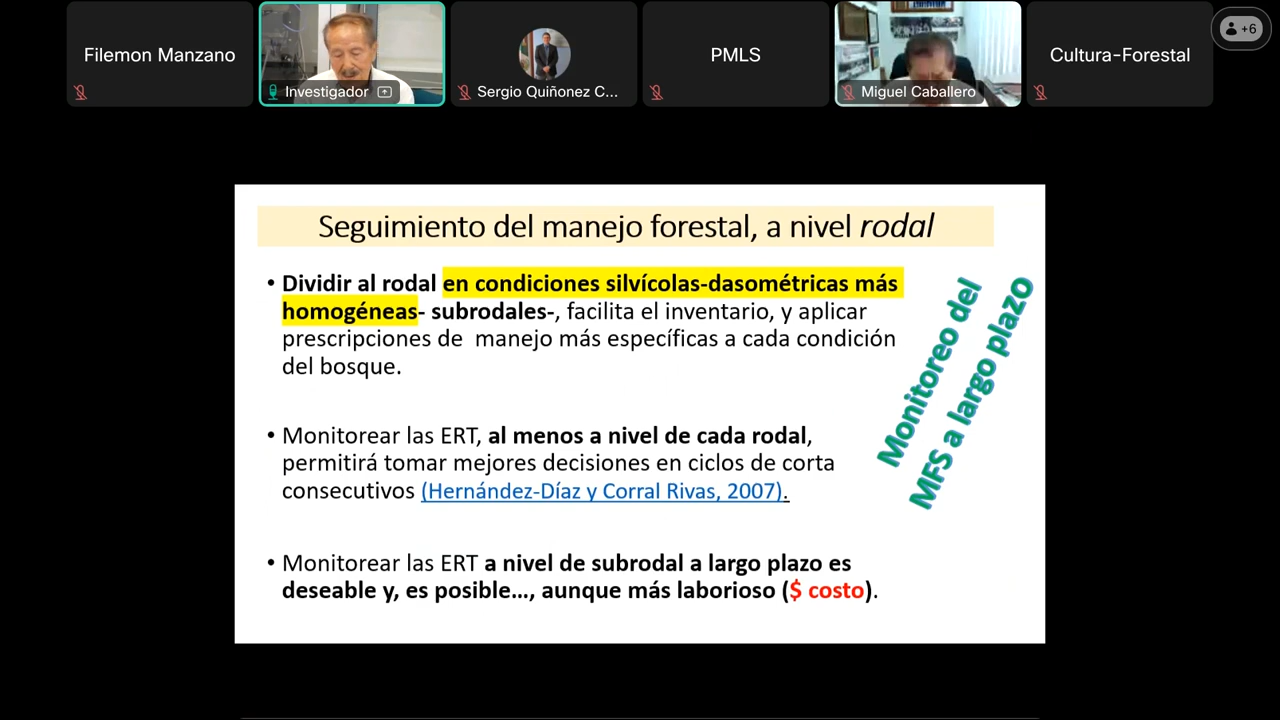 Filemon Manzano
Investigador
Sergio Quiñonez C...
PMLS
Miguel Caballero
Cultura-Forestal
+6
Seguimiento del manejo forestal, a nivel rodal
• Dividir al rodal en condiciones silvícolas-dasométricas más
homogéneas- subrodales-, facilita el inventario, y aplicar
prescripciones de manejo más específicas a cada condición
del bosque.
• Monitorear las ERT, al menos a nivel de cada rodal,
permitirá tomar mejores decisiones en ciclos de corta
consecutivos (Hernández-Díaz y Corral Rivas, 2007).
• Monitorear las ERT a nivel de subrodal a largo plazo es
deseable y, es posible..., aunque más laborioso ($ costo).
Monitoreo del
MFS a largo plazo